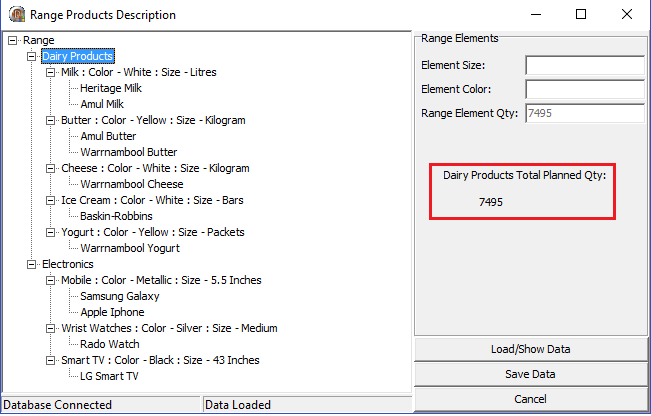 Range Products Description
Range
Dairy Products
Milk : Color - White : Size - Litres
Heritage Milk
Amul Milk
Butter : Color - Yellow : Size - Kilogram
Amul Butter
Warrnambool Butter
Cheese : Color - White : Size - Kilogram
Warrnambool Cheese
Ice Cream : Color - White : Size - Bars
Baskin-Robbins
Yogurt : Color - Yellow : Size - Packets
Warrnambool Yogurt
Electronics
Mobile : Color - Metallic : Size - 5.5 Inches
Samsung Galaxy
Apple Iphone
Wrist Watches : Color - Silver : Size - Medium
Rado Watch
Smart TV : Color - Black : Size - 43 Inches
LG Smart TV
Range Elements
Element Size:
Element Color:
Range Element Qty: 7495
Dairy Products Total Planned Qty:
7495
Load/Show Data
Save Data
Cancel
Database Connected
Data Loaded